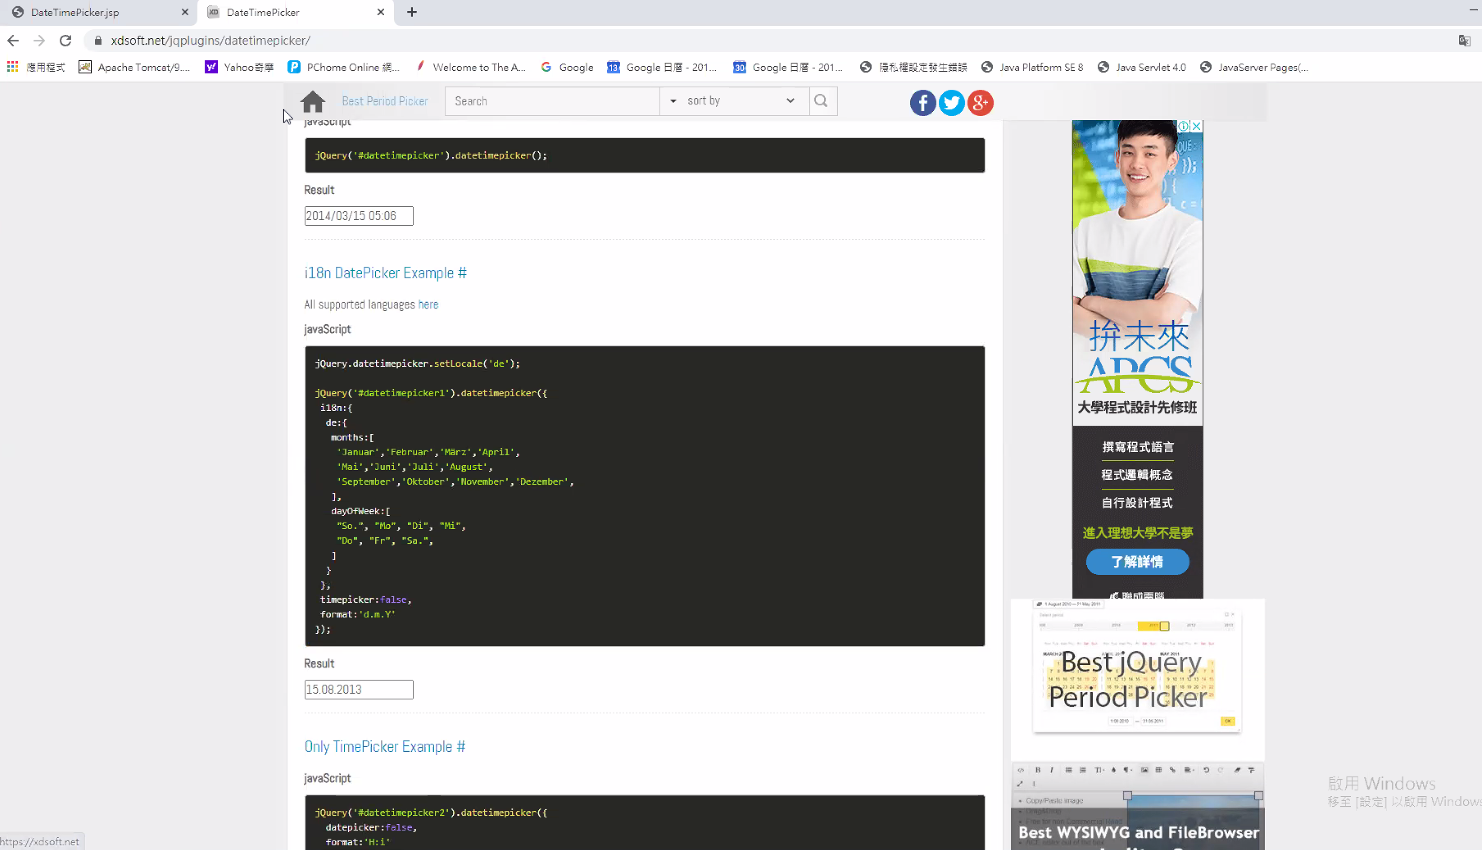 DateTimePicker.jsp
DateTimePicker
xdsoft.net/jqplugins/datetimepicker/
應用程式 Apache Tomcat/9.... Yahoo奇摩 PChome Online 網... Welcome to The A... Google Google 日曆 - 201... Google 日曆 - 201... 隱私權設定發生錯誤 Java Platform SE 8 Java Servlet 4.0 JavaServer Pages(...
Best Period Picker Search sort by
javaScript
jQuery('#datetimepicker').datetimepicker();
Result
2014/03/15 05:06
i18n DatePicker Example #
All supported languages here
javaScript
jQuery.datetimepicker.setLocale('de');
jQuery('#datetimepicker1').datetimepicker({
i18n:{
de:{
months:[
'Januar','Februar','März','April',
'Mai','Juni','Juli','August',
'September','Oktober','November','Dezember',
],
dayOfWeek:[
"So.", "Mo", "Di", "Mi",
"Do", "Fr", "Sa.",
]
}
},
timepicker:false,
format:'d.m.Y'
});
Result
15.08.2013
Only TimePicker Example #
javaScript
jQuery('#datetimepicker2').datetimepicker({
datepicker:false,
format:'H:i'
https://xdsoft.net
拚未來
APCS
大學程式設計先修班
撰寫程式語言
程式邏輯概念
自行設計程式
進入理想大學不是夢
了解詳情
Best jQuery
Period Picker
Copy/Paste image
Best WYSIWYG and FileBrowser
啟用 Windows
移至 [設定] 以啟用 Windows